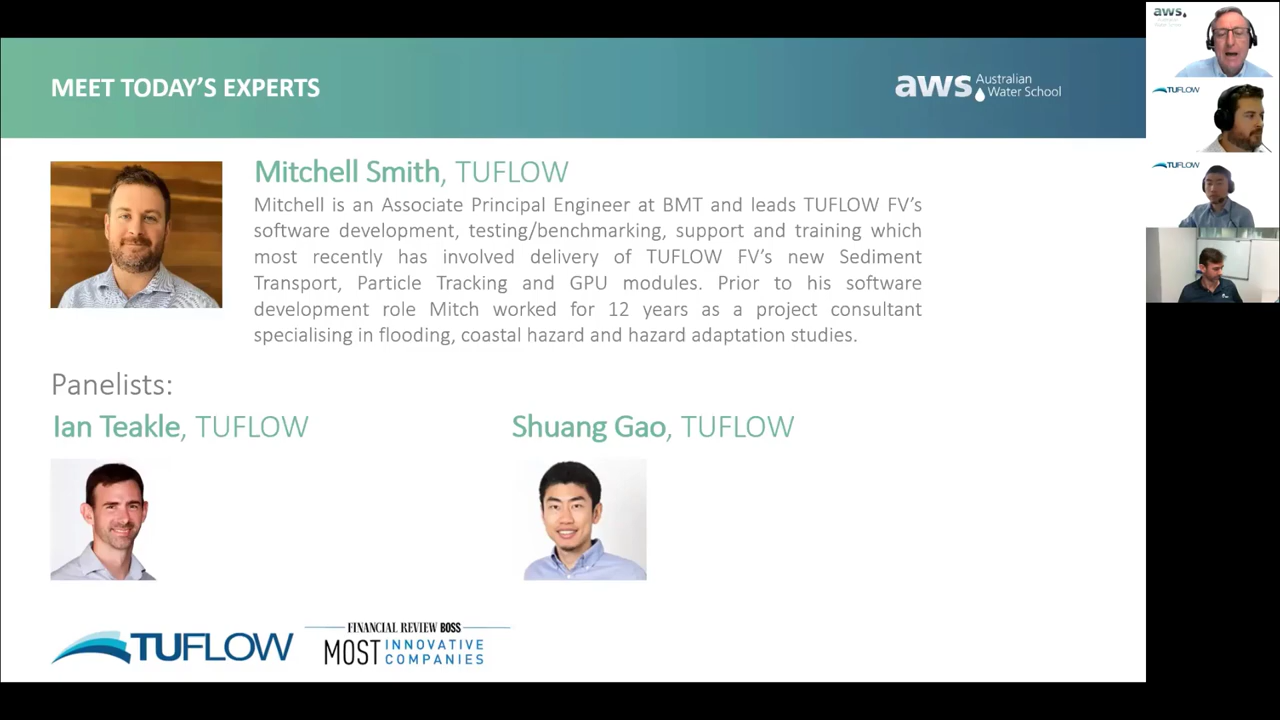 MEET TODAY'S EXPERTS
aws Australian
Water School
Mitchell Smith, TUFLOW
Mitchell is an Associate Principal Engineer at BMT and leads TUFLOW FV's
software development, testing/benchmarking, support and training which
most recently has involved delivery of TUFLOW FV's new Sediment
Transport, Particle Tracking and GPU modules. Prior to his software
development role Mitch worked for 12 years as a project consultant
specialising in flooding, coastal hazard and hazard adaptation studies.
Panelists:
Ian Teakle, TUFLOW
Shuang Gao, TUFLOW
TUFLOW
FINANCIAL REVIEW BOSS
MOST INNOVATIVE
COMPANIES
aws
TUFLOW
TUFLOW